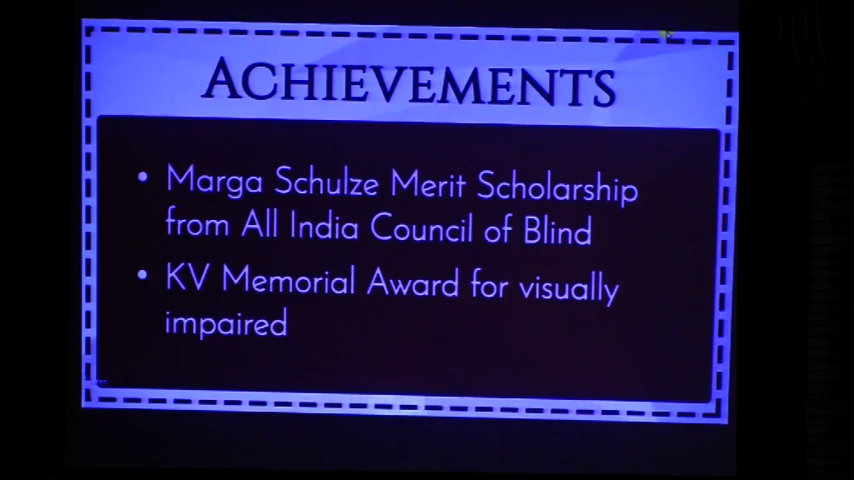 ACHIEVEMENTS
• Marga Schulze Merit Scholarship
from All India Council of Blind
• KV Memorial Award for visually
impaired